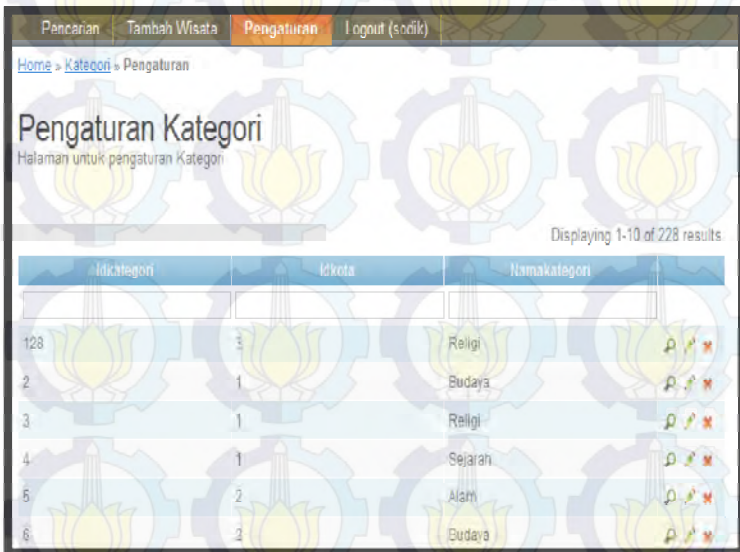 Pencarian Tambah Wisata Pengaturan Logout (sodik)
Home » Kategori » Pengaturan
Pengaturan Kategori
Halaman untuk pengaturan Kategori
Displaying 1-10 of 228 results.
Idkategori Idkota Namakategori
128 3 Religi
2 1 Budaya
3 1 Religi
4 1 Sejarah
5 2 Alam
6 2 Budaya